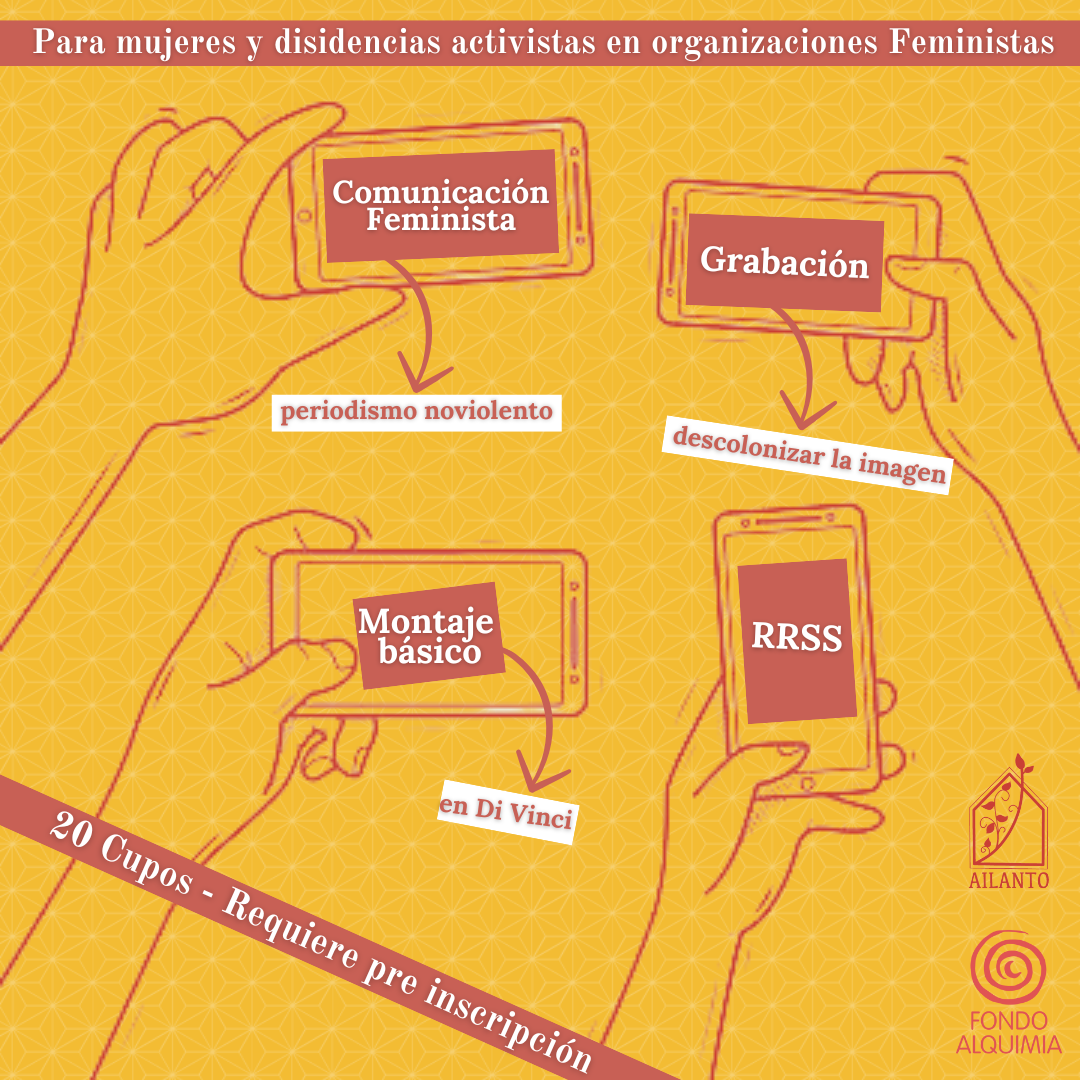 Para mujeres y disidencias activistas en organizaciones Feministas
Comunicación
Feminista
periodismo noviolento
Grabación
descolonizar la imagen
Montaje
básico
en Di Vinci
RRSS
20 Cupos - Requiere pre inscripción
AILANTO
FONDO
ALQUIMIA